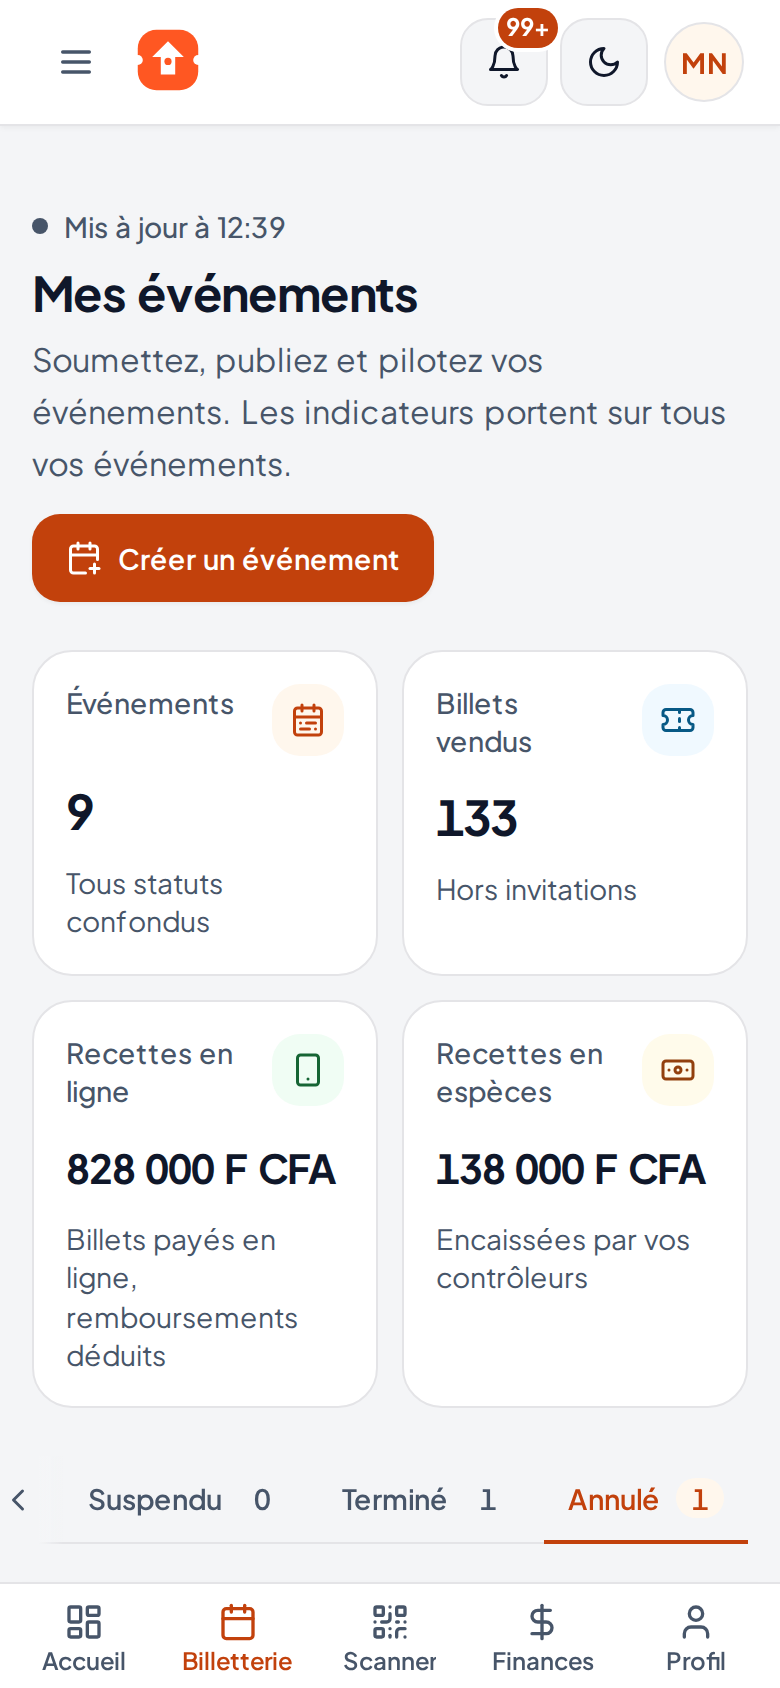 99+
MN
Mis à jour à 12:39
Mes événements
Soumettez, publiez et pilotez vos
événements. Les indicateurs portent sur tous
vos événements.
Créer un événement
Événements
9
Tous statuts
confondus
Billets
vendus
133
Hors invitations
Recettes en
ligne
828 000 F CFA
Billets payés en
ligne,
remboursements
déduits
Recettes en
espèces
138 000 F CFA
Encaissées par vos
contrôleurs
Suspendu 0 Terminé 1 Annulé 1
Accueil Billetterie Scanner Finances Profil